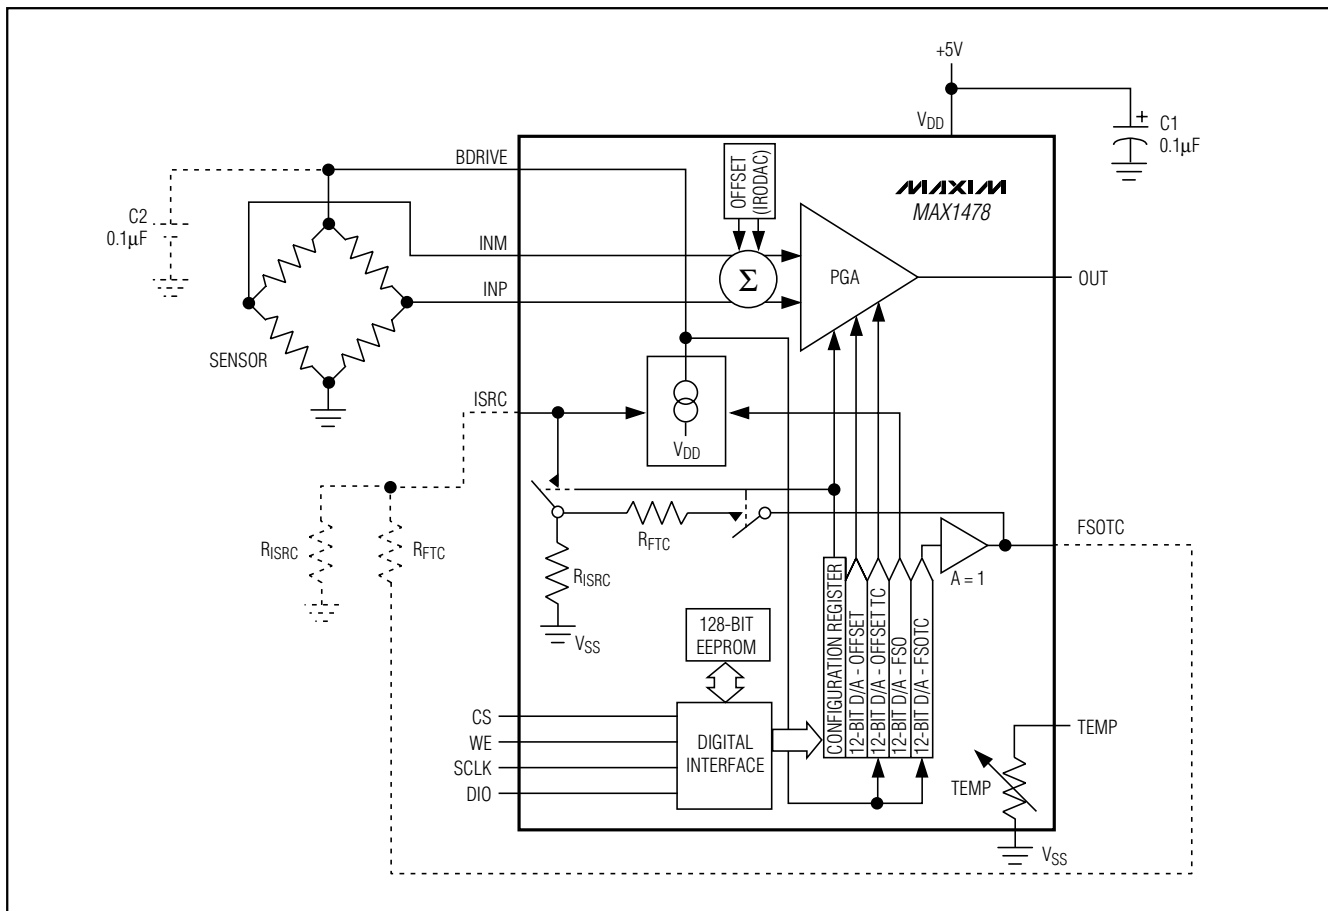 +5V
VDD
C1
0.1µF
+
BDRIVE
OFFSET
(IRODAC)
MAXIM
MAX1478
C2
0.1µF
INM
Σ
PGA
OUT
INP
SENSOR
ISRC
VDD
FSOTC
RFTC
RISRC
RFTC
A = 1
RISRC
VSS
128-BIT
EEPROM
CONFIGURATION REGISTER
12-BIT D/A - OFFSET
12-BIT D/A - OFFSET TC
12-BIT D/A - FSO
12-BIT D/A - FSOTC
CS
WE
SCLK
DIO
DIGITAL
INTERFACE
TEMP
TEMP
VSS